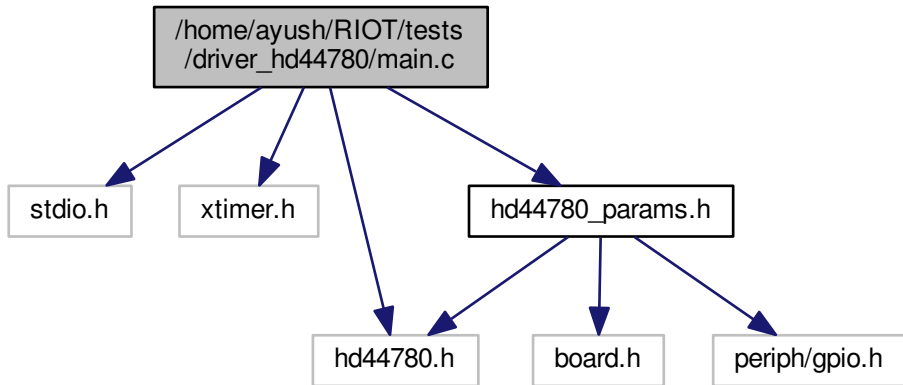 /home/ayush/RIOT/tests
/driver_hd44780/main.c
stdio.h
xtimer.h
hd44780_params.h
hd44780.h
board.h
periph/gpio.h